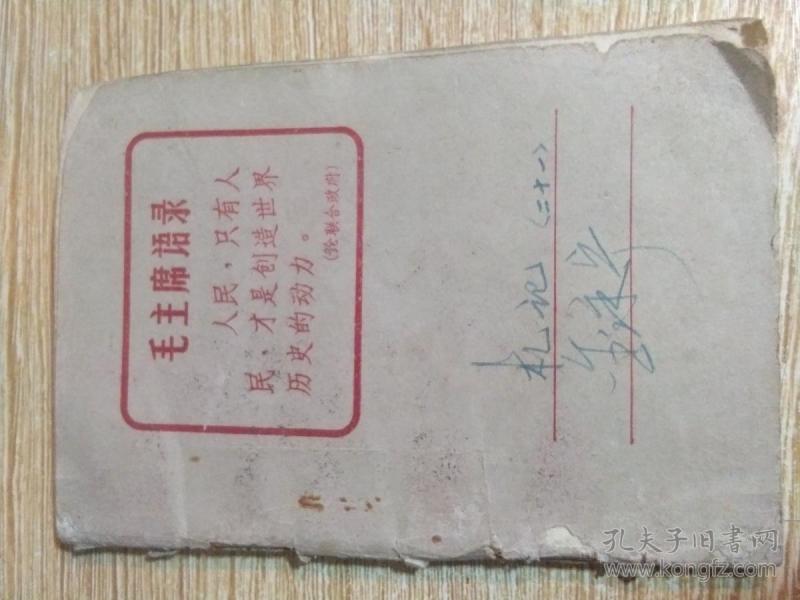 毛主席语录
人民，只有人
民，才是创造世界
历史的动力。
《论联合政府》
札记（二十一）
孔夫子旧書网
www.kongfz.com